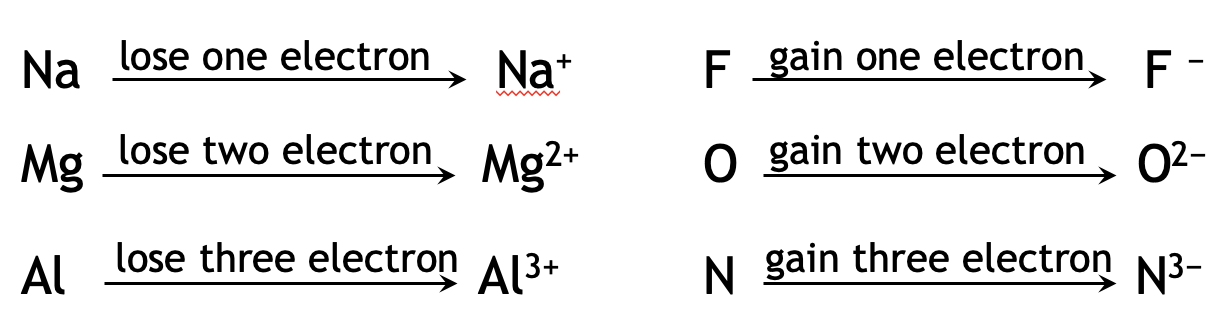 Na lose one electron Na⁺ F gain one electron F ⁻
Mg lose two electron Mg²⁺ O gain two electron O²⁻
Al lose three electron Al³⁺ N gain three electron N³⁻